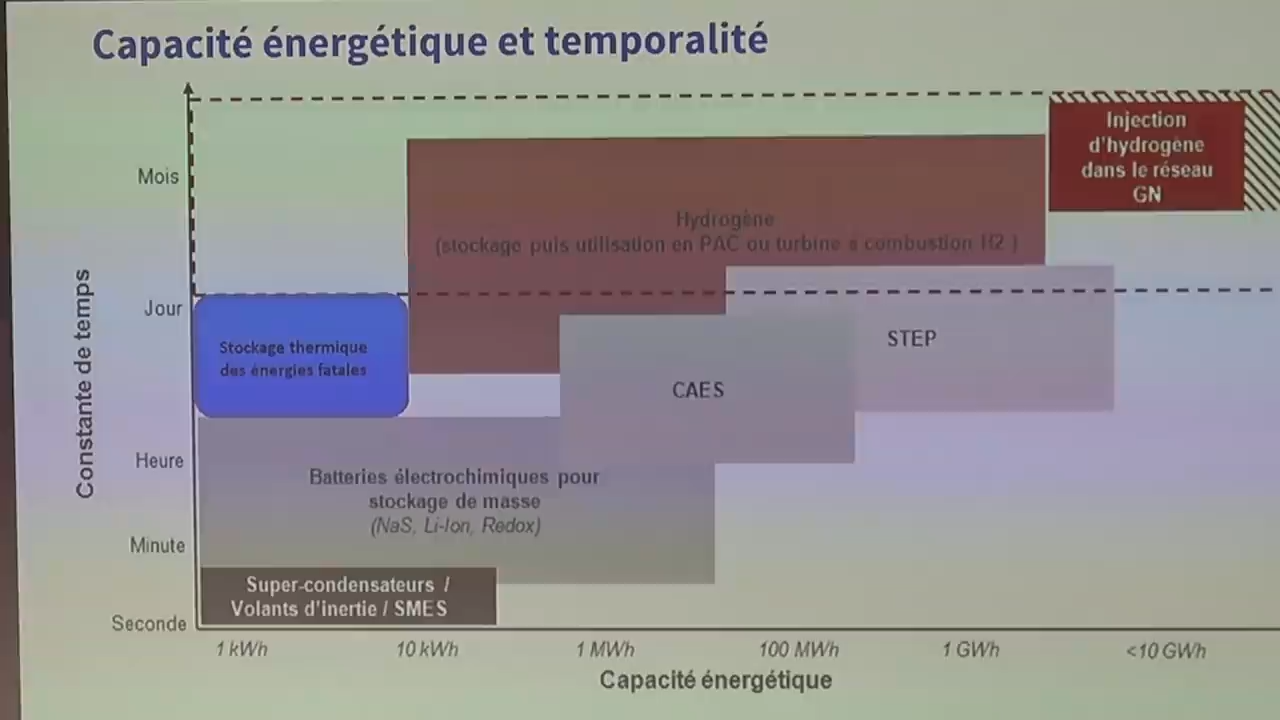 Capacité énergétique et temporalité
Injection
d'hydrogène
dans le réseau
GN
Mois
Hydrogène
(stockage puis utilisation en PAC ou turbine à combustion H2 )
Jour
Constante de temps
Stockage thermique
des énergies fatales
STEP
CAES
Heure
Batteries électrochimiques pour
stockage de masse
(NaS, Li-Ion, Redox)
Minute
Super-condensateurs /
Volants d'inertie / SMES
Seconde
1 kWh
10 kWh
1 MWh
100 MWh
1 GWh
<10 GWh
Capacité énergétique